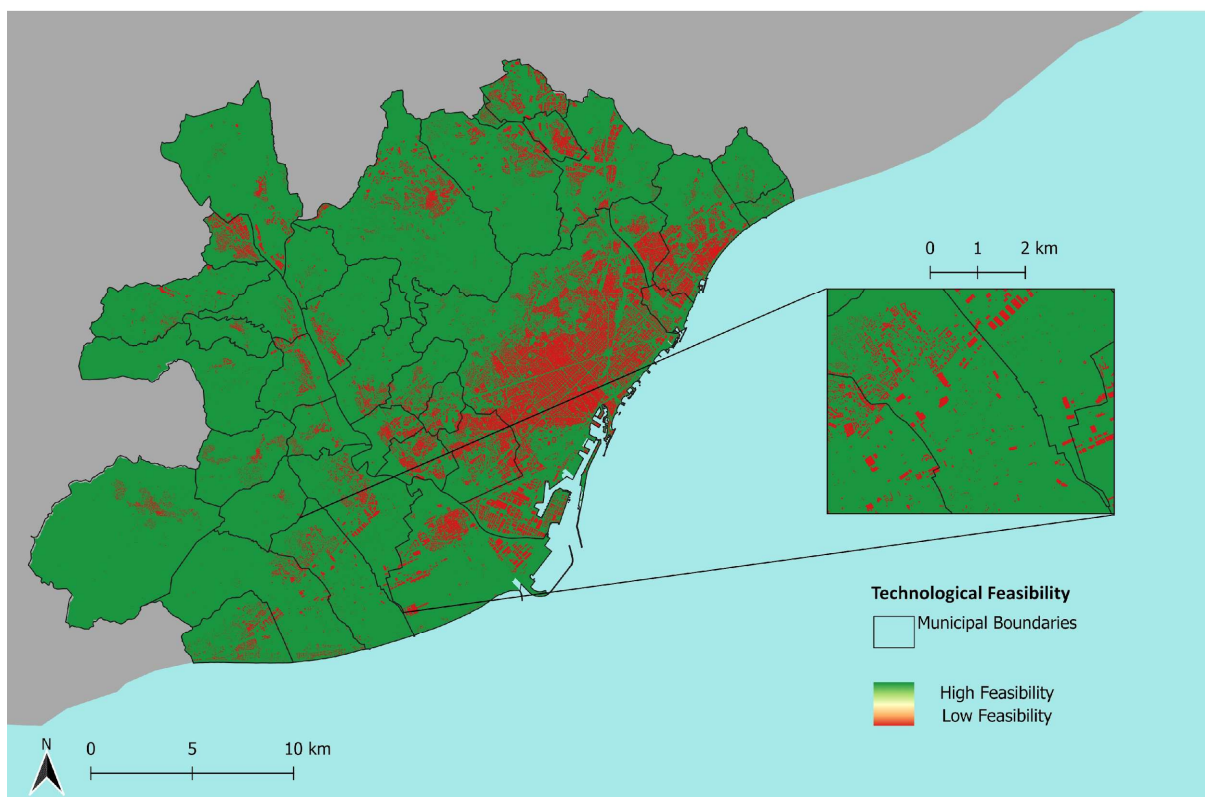 0 1 2 km
Technological Feasibility
Municipal Boundaries
High Feasibility
Low Feasibility
N
0 5 10 km